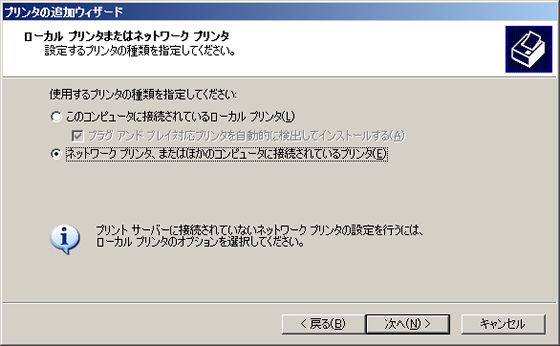 プリンタの追加ウィザード
ローカル プリンタまたはネットワーク プリンタ
設定するプリンタの種類を指定してください。
使用するプリンタの種類を指定してください:
このコンピュータに接続されているローカル プリンタ(L)
プラグ アンド プレイ対応プリンタを自動的に検出してインストールする(A)
ネットワーク プリンタ、またはほかのコンピュータに接続されているプリンタ(E)
プリント サーバーに接続されていないネットワーク プリンタの設定を行うには、
ローカル プリンタのオプションを選択してください。
< 戻る(B) 次へ(N) > キャンセル